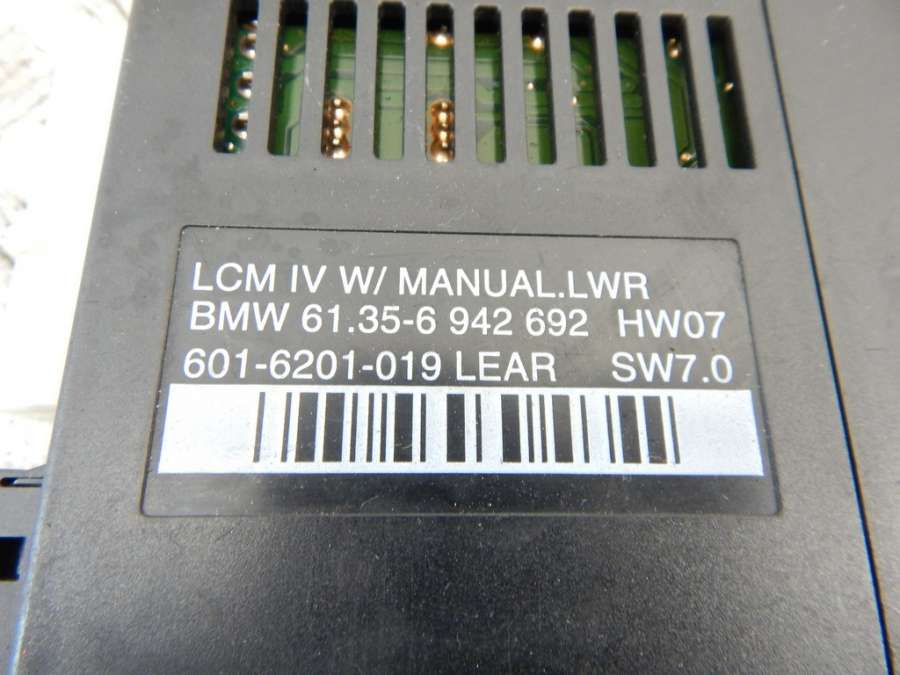 LCM IV W/ MANUAL.LWR
BMW 61.35-6 942 692 HW07
601-6201-019 LEAR SW7.0